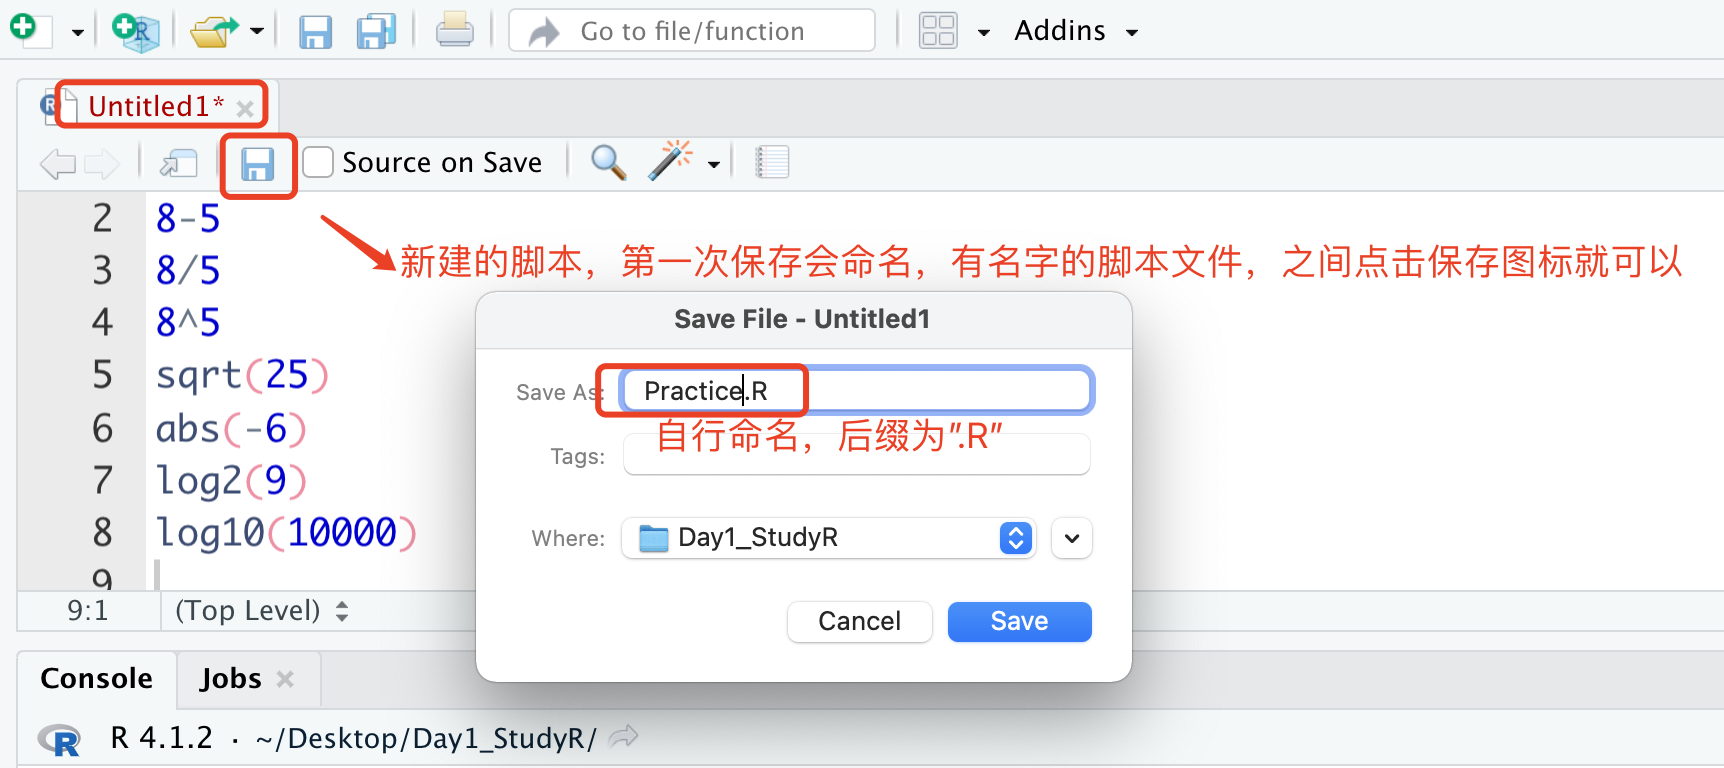 Go to file/function
Addins
Untitled1*
Source on Save
2 8-5
3 8/5
4 8^5
5 sqrt(25)
6 abs(-6)
7 log2(9)
8 log10(10000)
9
新建的脚本，第一次保存会命名，有名字的脚本文件，之间点击保存图标就可以
Save File - Untitled1
Save As: Practice.R
自行命名，后缀为".R"
Tags:
Where: Day1_StudyR
Cancel Save
9:1 (Top Level)
Console Jobs
R 4.1.2 · ~/Desktop/Day1_StudyR/